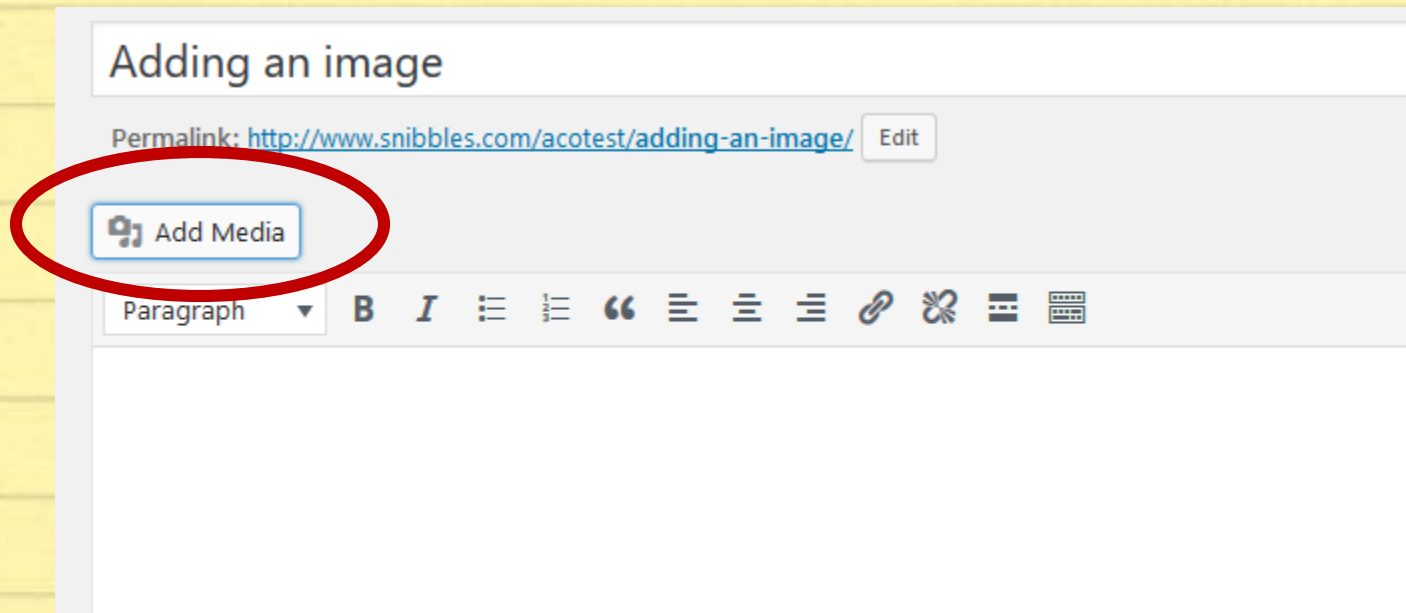 Adding an image
Permalink: http://www.snibbles.com/acotest/adding-an-image/ Edit
Add Media
Paragraph B I